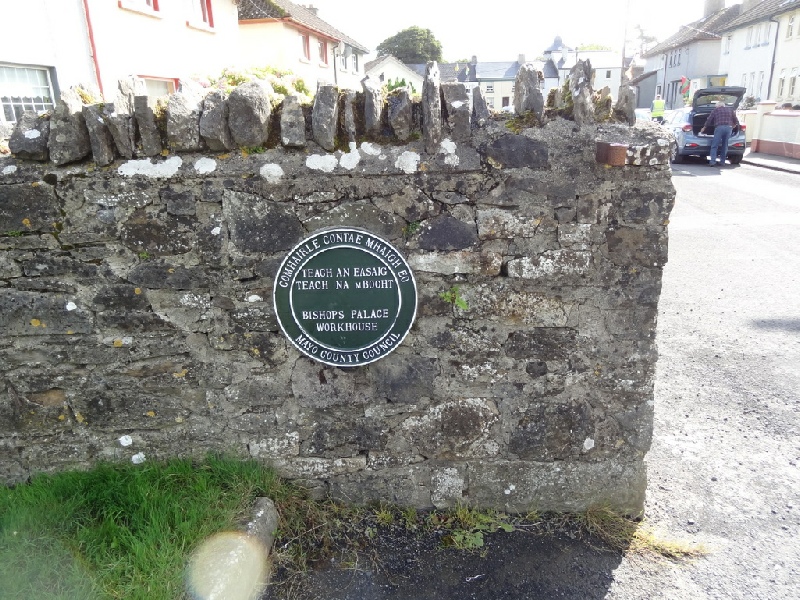 COMHAIRLE CONTAE MHAIGH EO
TEACH AN EASAIG
TEACH NA MBOCHT
BISHOPS PALACE
WORKHOUSE
MAYO COUNTY COUNCIL